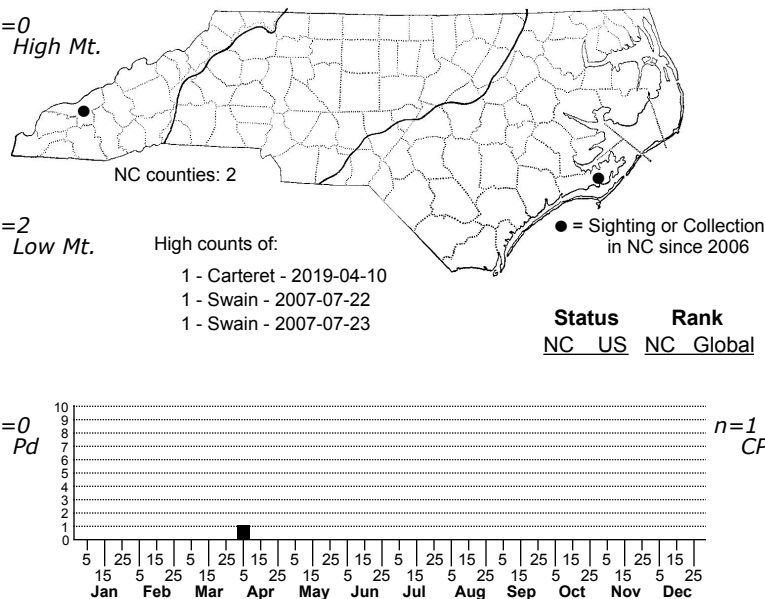 =0
High Mt.
NC counties: 2
=2
Low Mt.
High counts of:
1 - Carteret - 2019-04-10
1 - Swain - 2007-07-22
1 - Swain - 2007-07-23
● = Sighting or Collection
in NC since 2006
Status Rank
NC US NC Global
=0
Pd
n=1
CP
10
9
8
7
6
5
4
3
2
1
0
5 25 15 5 25 15 5 25 15 5 25 15 5 25 15 5 25 15
15 5 25 15 5 25 15 5 25 15 5 25 15 5 25 15 5 25
Jan Feb Mar Apr May Jun Jul Aug Sep Oct Nov Dec